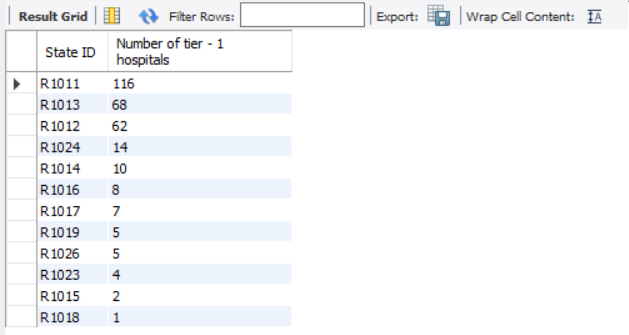 Result Grid Filter Rows: Export: Wrap Cell Content: IA
State ID Number of tier - 1
hospitals
R1011 116
R1013 68
R1012 62
R1024 14
R1014 10
R1016 8
R1017 7
R1019 5
R1026 5
R1023 4
R1015 2
R1018 1